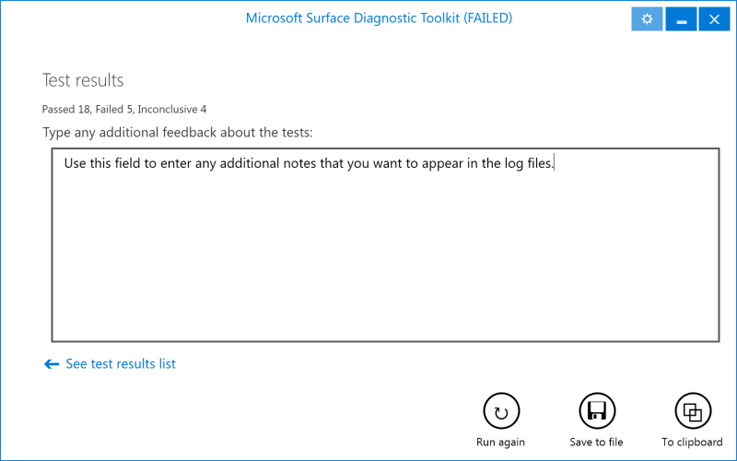 Microsoft Surface Diagnostic Toolkit (FAILED)
Test results
Passed 18, Failed 5, Inconclusive 4
Type any additional feedback about the tests:
Use this field to enter any additional notes that you want to appear in the log files.
See test results list
Run again
Save to file
To clipboard